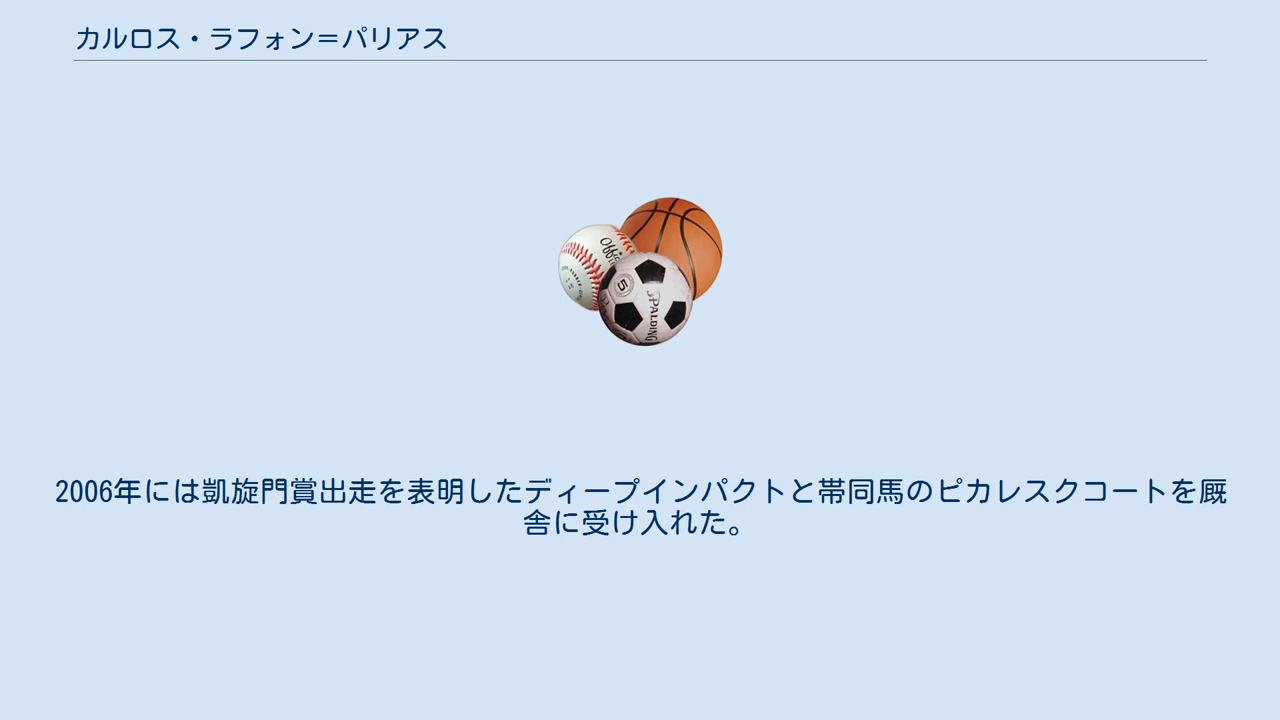 カルロス・ラフォン＝パリアス
Offic
5
SPALDING
2006年には凱旋門賞出走を表明したディープインパクトと帯同馬のピカレスクコートを厩
舎に受け入れた。